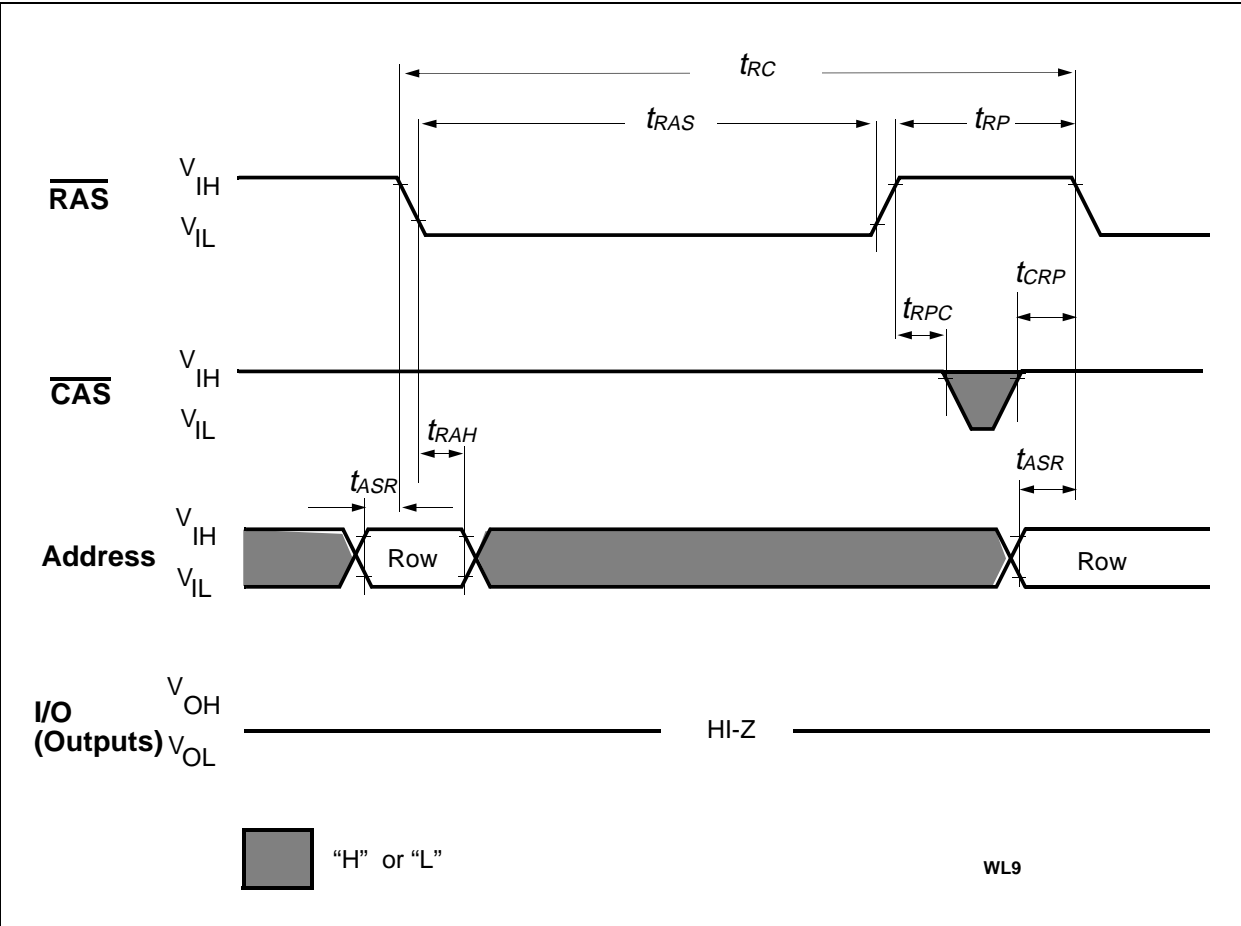 tRC
tRAS
tRP
RAS
VIH
VIL
tCRP
tRPC
CAS
VIH
VIL
tRAH
tASR
tASR
Address
VIH
VIL
Row
Row
I/O
(Outputs)
VOH
VOL
HI-Z
“H” or “L”
WL9